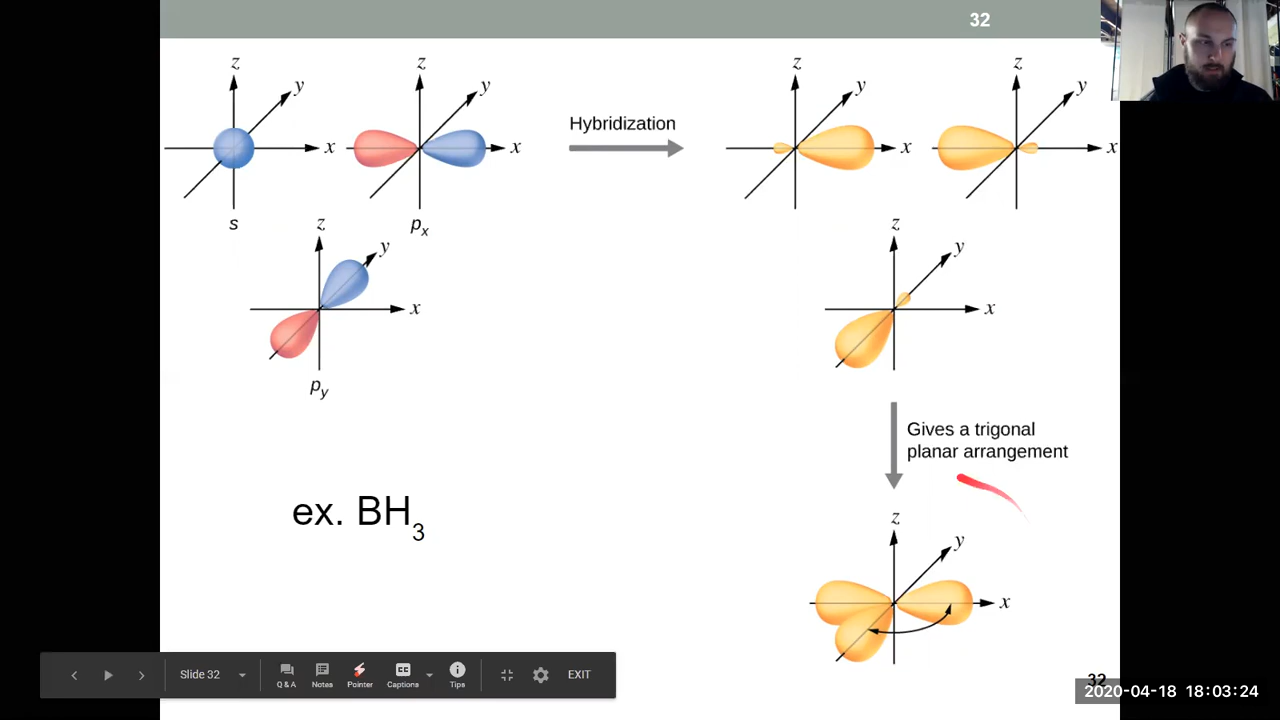 32
z
y
x
s
z
y
x
pₓ
Hybridization
z
y
x
z
y
x
z
y
x
p_y
z
y
x
Gives a trigonal
planar arrangement
ex. BH₃
z
y
x
Slide 32
Q & A
Notes
Pointer
Captions
Tips
EXIT
32
2020-04-18 18:03:24